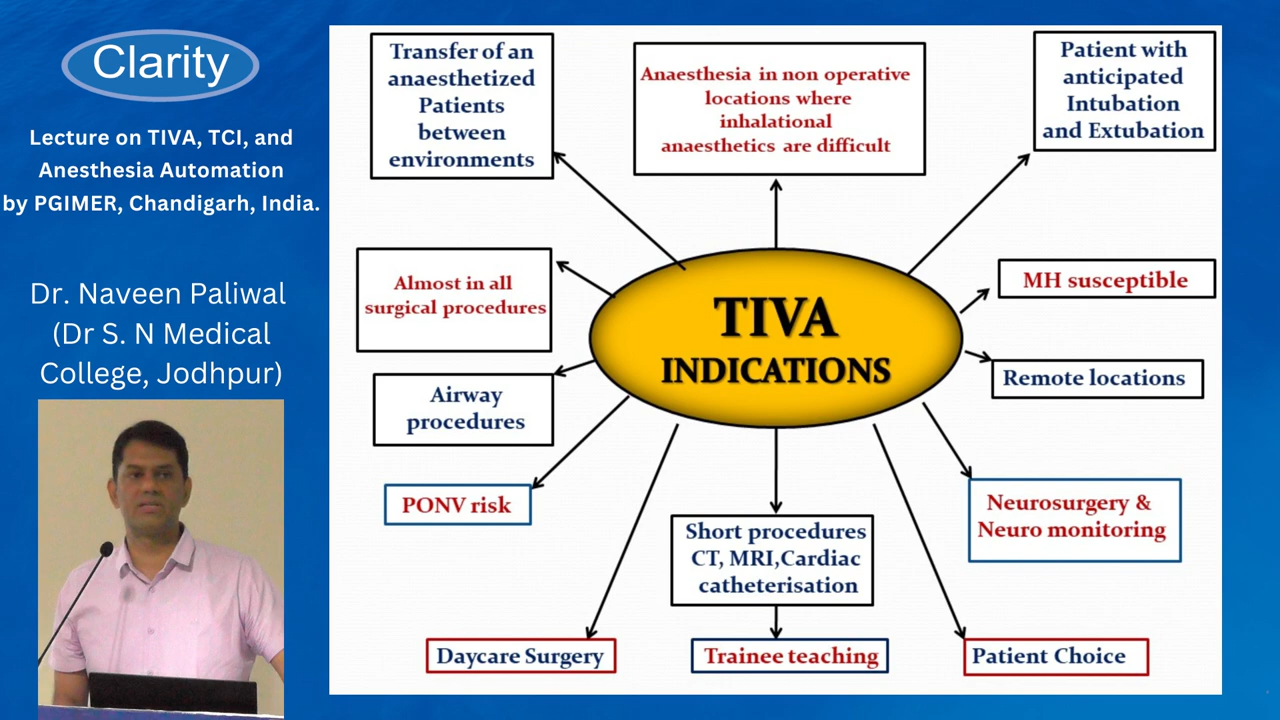 Clarity
Lecture on TIVA, TCI, and
Anesthesia Automation
by PGIMER, Chandigarh, India.
Dr. Naveen Paliwal
(Dr S. N Medical
College, Jodhpur)
Transfer of an
anaesthetized
Patients
between
environments
Anaesthesia in non operative
locations where
inhalational
anaesthetics are difficult
Patient with
anticipated
Intubation
and Extubation
Almost in all
surgical procedures
TIVA
INDICATIONS
MH susceptible
Remote locations
Airway
procedures
PONV risk
Neurosurgery &
Neuro monitoring
Short procedures
CT, MRI,Cardiac
catheterisation
Daycare Surgery
Trainee teaching
Patient Choice